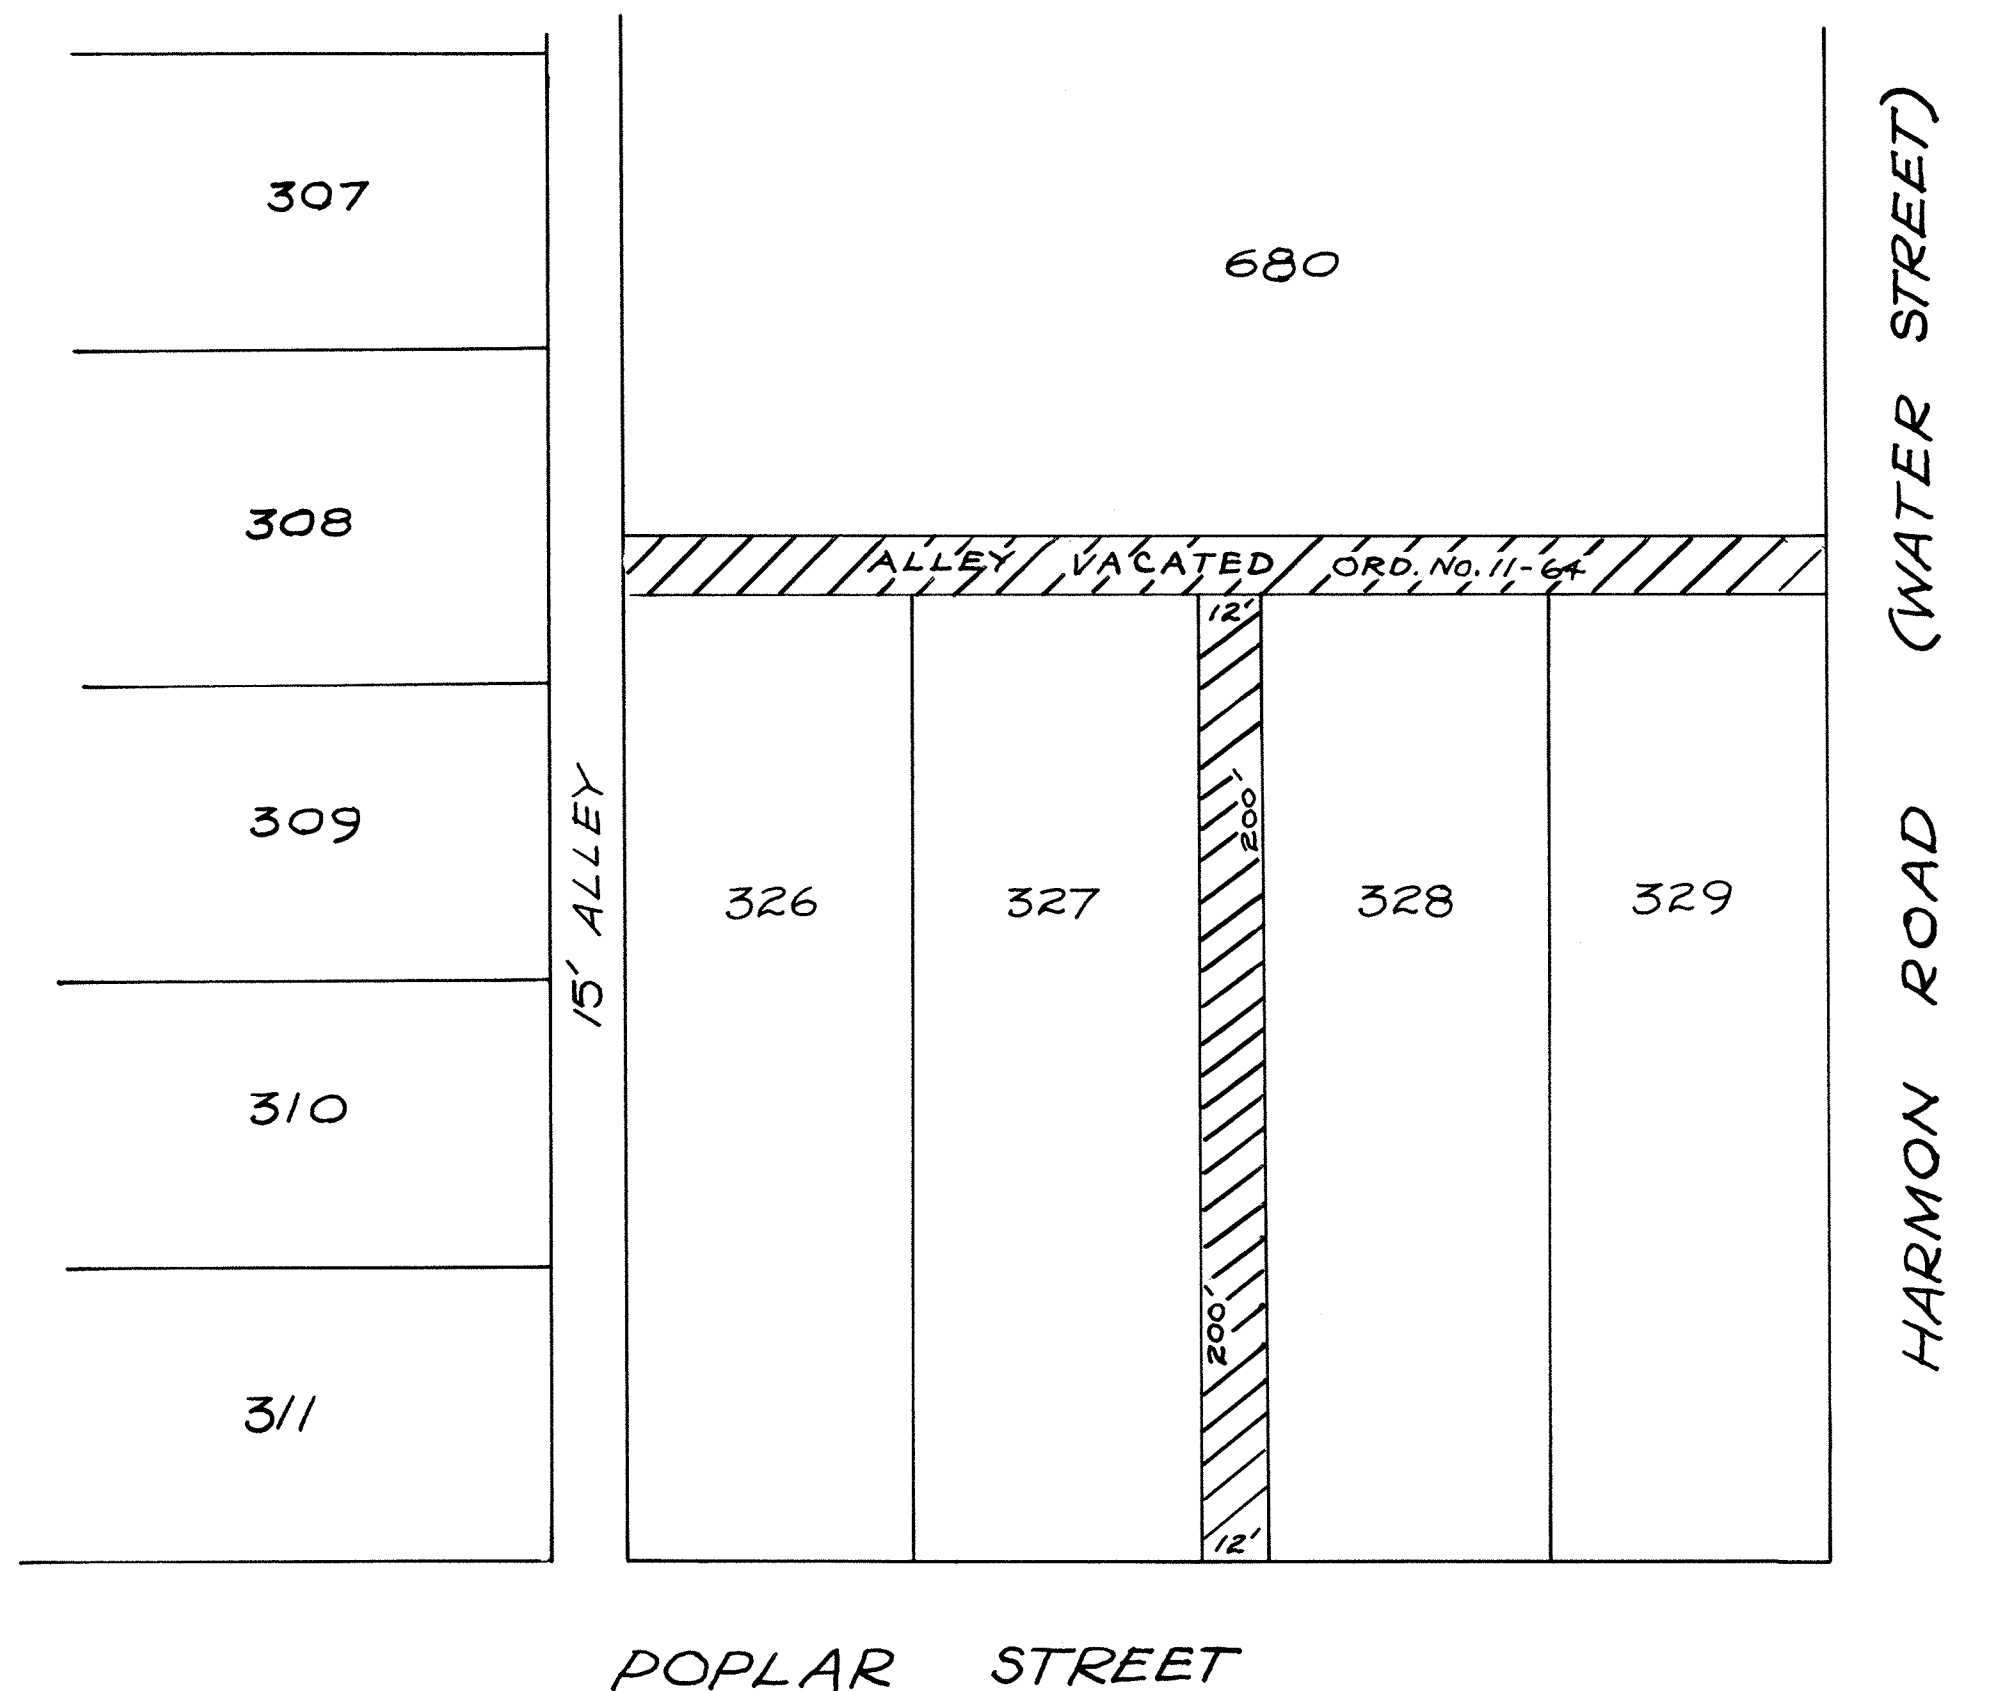 307
680
(WATER STREET)
308
ALLEY VACATED ORD. NO. 11-64
12'
200'
309
15' ALLEY
326
327
328
329
HARMON ROAD
310
200'
311
12'
POPLAR STREET